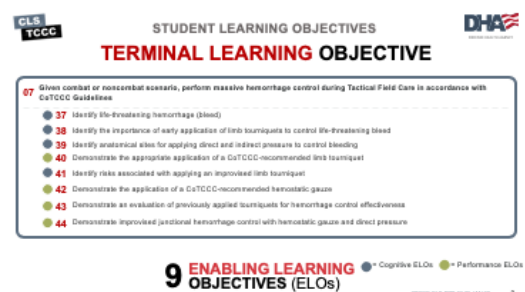 CLS
TCCC
STUDENT LEARNING OBJECTIVES
DHA
TERMINAL LEARNING OBJECTIVE
07 Given combat or noncombat scenario, perform massive hemorrhage control during Tactical Field Care in accordance with
CoTCCC Guidelines
37 Identify life-threatening hemorrhage (bleed)
38 Identify the importance of early application of limb tourniquets to control life-threatening bleed
39 Identify anatomical sites for applying direct and indirect pressure to control bleeding
40 Demonstrate the appropriate application of a CoTCCC-recommended limb tourniquet
41 Identify risks associated with applying an improvised limb tourniquet
42 Demonstrate the application of a CoTCCC-recommended hemostatic gauze
43 Demonstrate an evaluation of previously applied tourniquets for hemorrhage control effectiveness
44 Demonstrate improvised junctional hemorrhage control with hemostatic gauze and direct pressure
9 ENABLING LEARNING
OBJECTIVES (ELOs)
= Cognitive ELOs = Performance ELOs